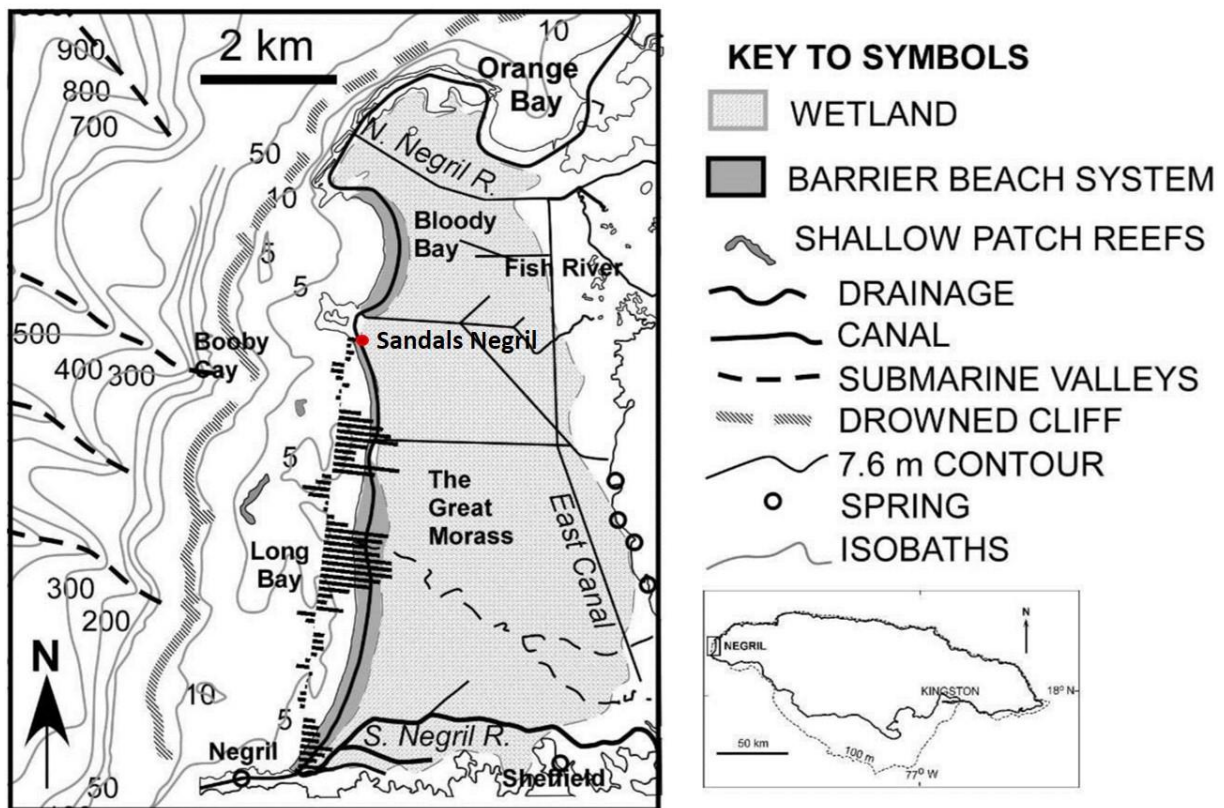 2 km
10
Orange
Bay
900
800
700
50
10
N. Negril R.
Bloody
Bay
5
5
Fish River
500
Booby
Cay
400
300
Sandals Negril
5
The
Great
Morass
East Canal
Long
Bay
300
200
N
10
5
S. Negril R.
Negril
Sheffield
50
KEY TO SYMBOLS
WETLAND
BARRIER BEACH SYSTEM
SHALLOW PATCH REEFS
DRAINAGE
CANAL
SUBMARINE VALLEYS
DROWNED CLIFF
7.6 m CONTOUR
SPRING
ISOBATHS
N
NEGRIL
KINGSTON
18° N
50 km
100 m
77° W